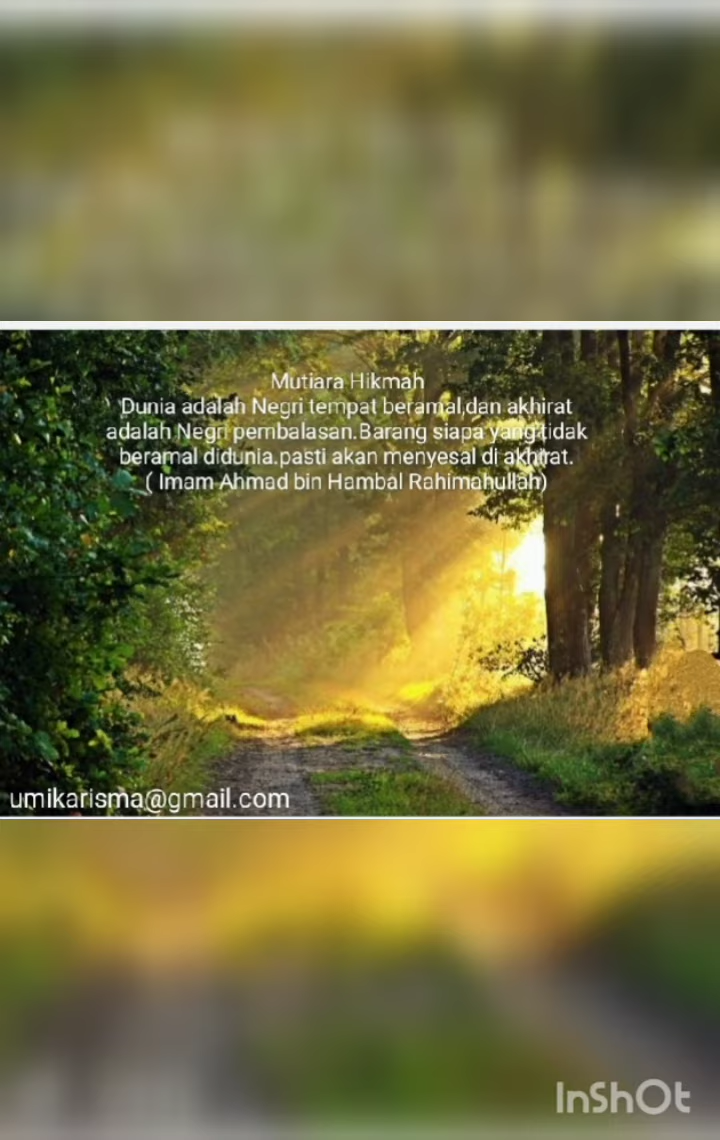 Mutiara Hikmah
Dunia adalah Negri tempat beramal,dan akhirat
adalah Negri pembalasan.Barang siapa yang tidak
beramal didunia.pasti akan menyesal di akhirat.
( Imam Ahmad bin Hambal Rahimahullah)
umikarisma@gmail.com
InShOt